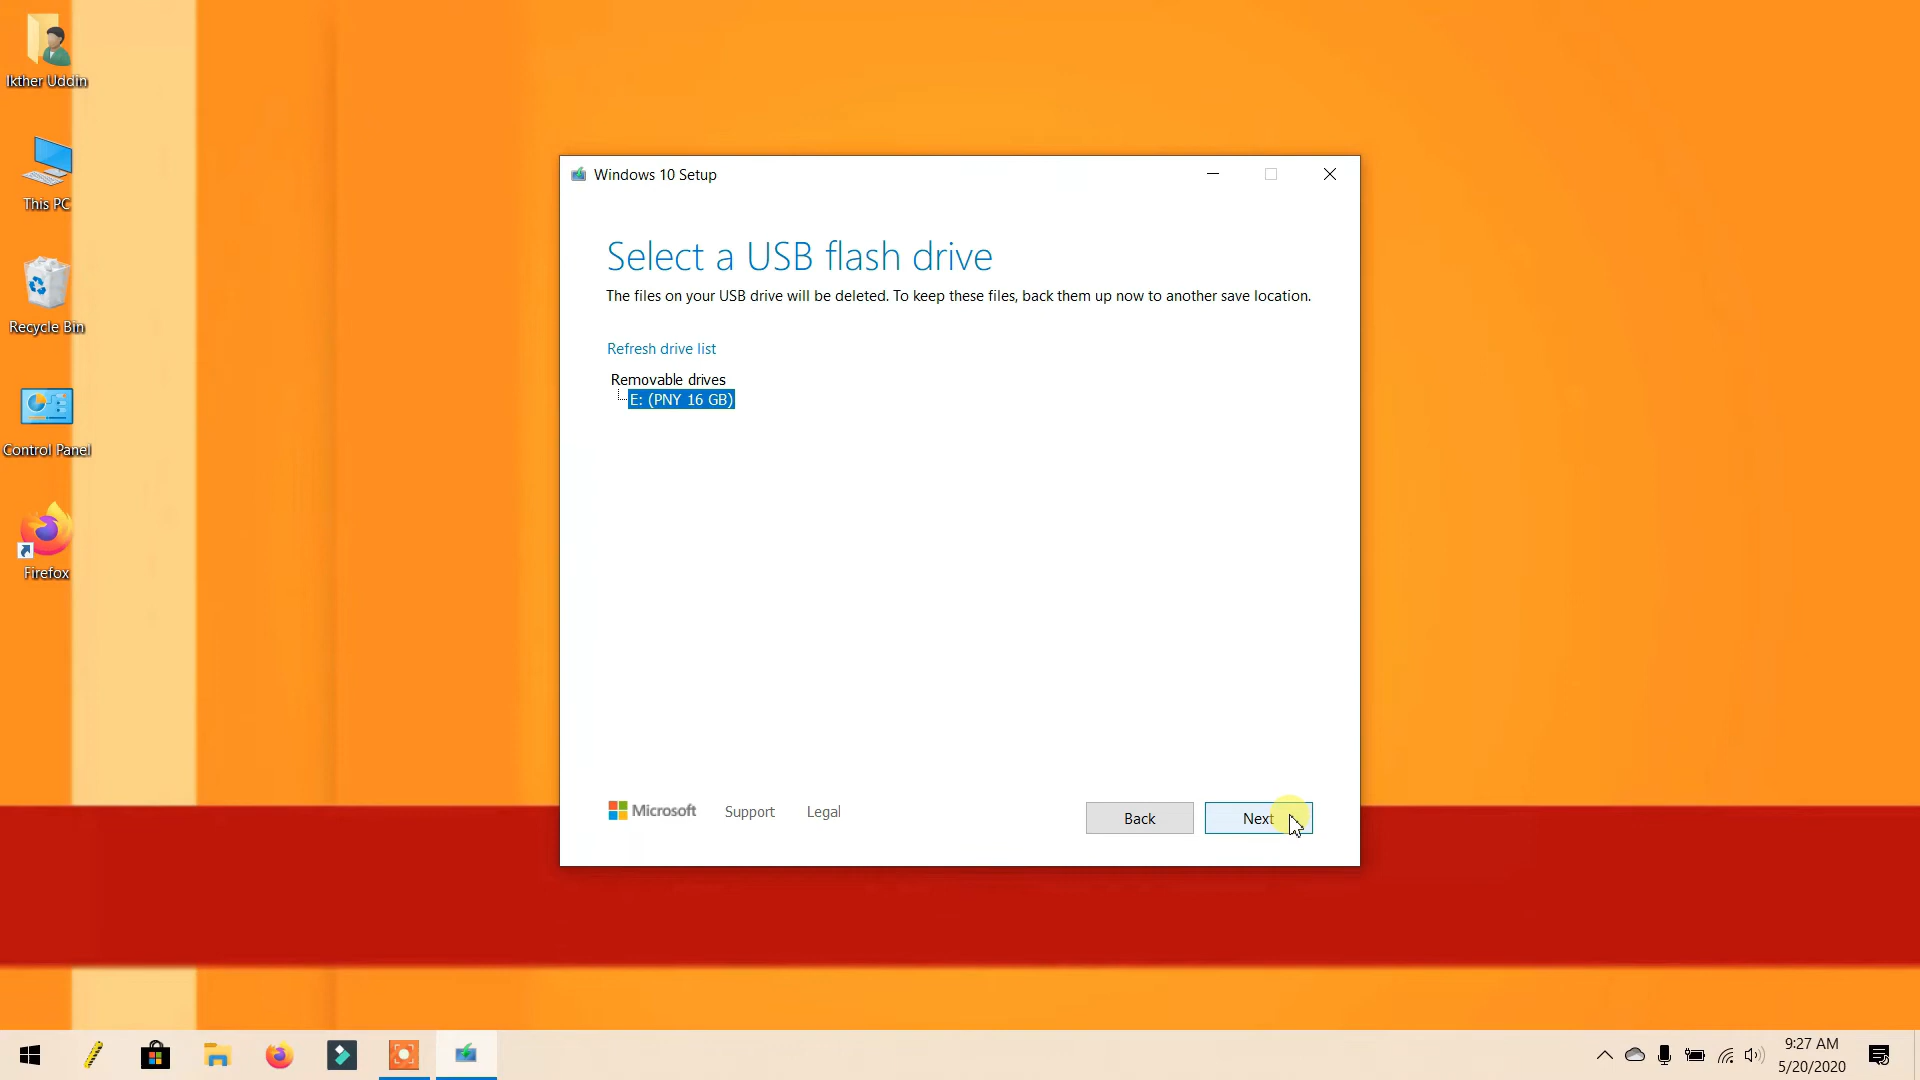 Ikther Uddin
This PC
Recycle Bin
Control Panel
Firefox
Windows 10 Setup
Select a USB flash drive
The files on your USB drive will be deleted. To keep these files, back them up now to another save location.
Refresh drive list
Removable drives
E: (PNY 16 GB)
Microsoft
Support
Legal
Back
Next
9:27 AM
5/20/2020